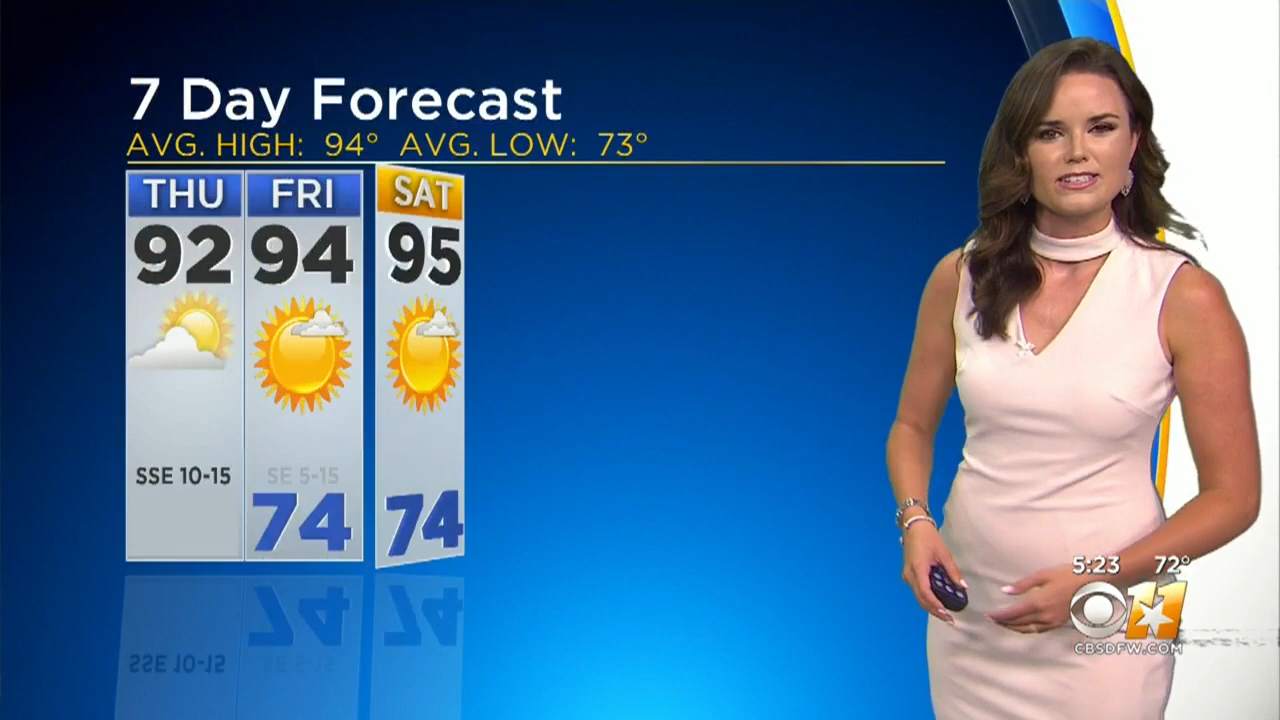 7 Day Forecast
AVG. HIGH: 94° AVG. LOW: 73°
THU FRI SAT
92 94 95
SSE 10-15 SE 5-15
74 74
5:23 72°
11
CBSDFW.COM